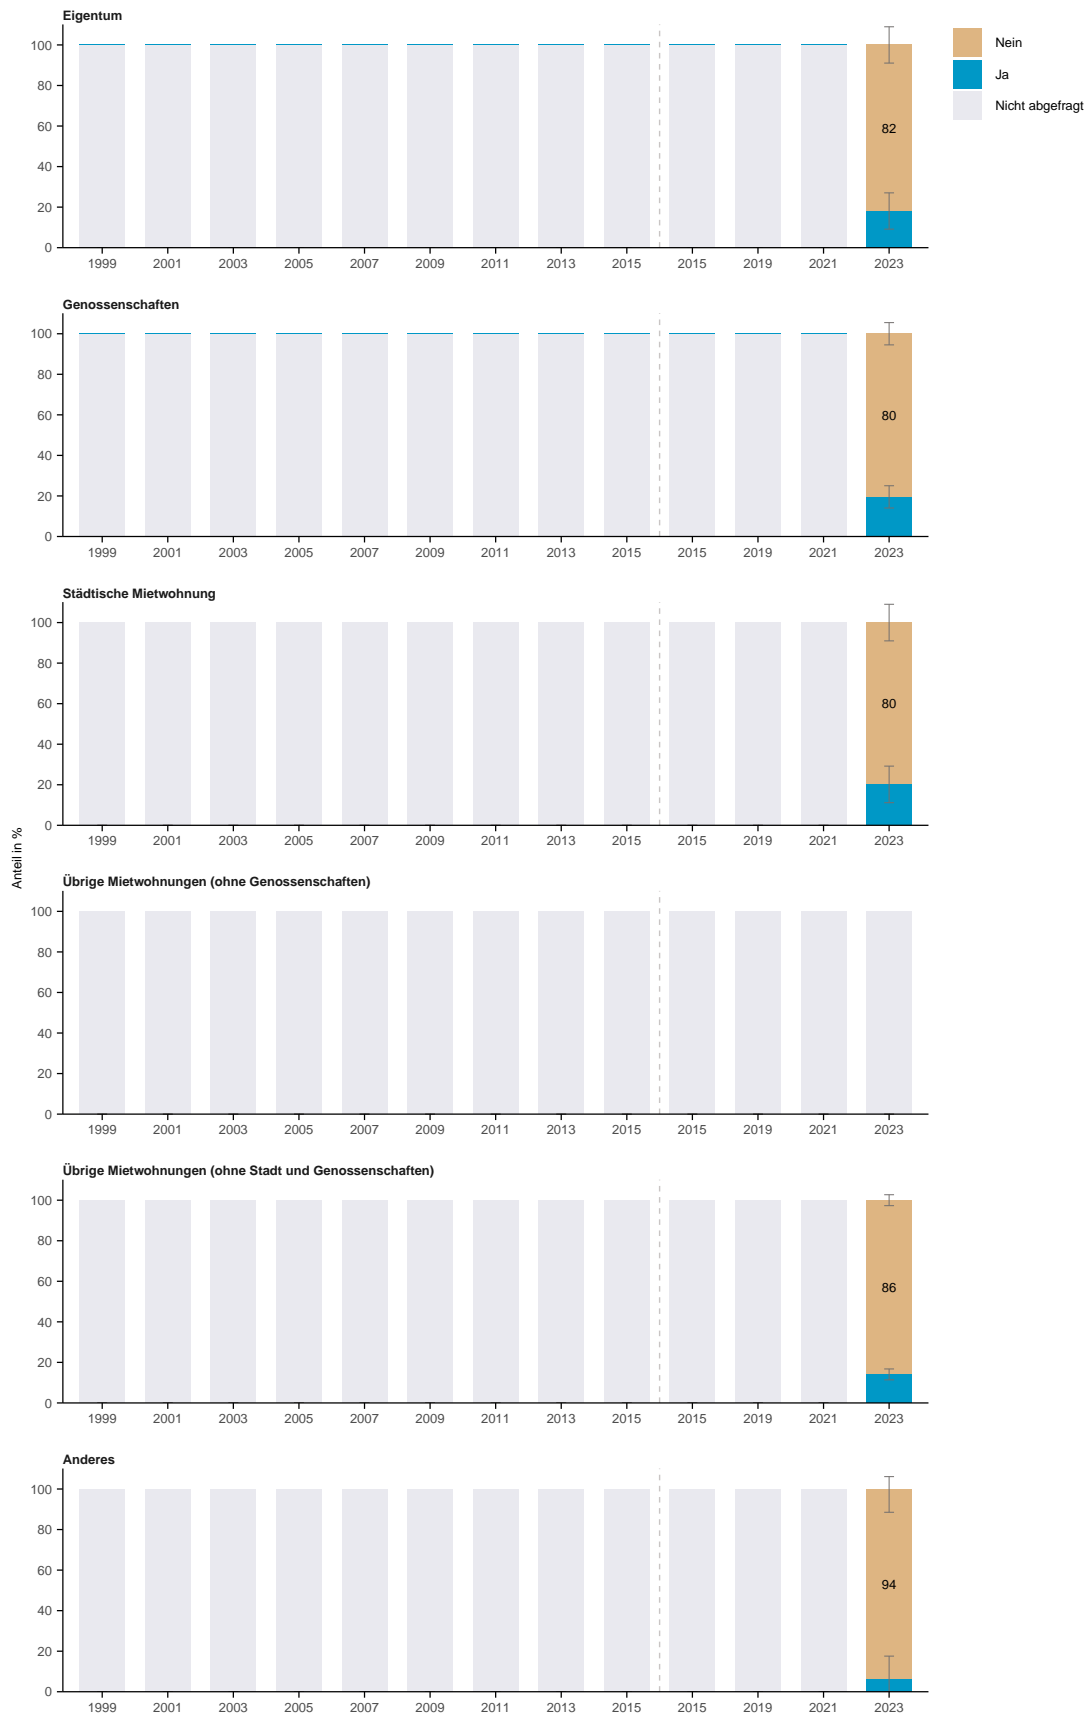 Eigentum
Nein
Ja
Nicht abgefragt
100
80
60
40
20
0
82
1999 2001 2003 2005 2007 2009 2011 2013 2015 2015 2019 2021 2023
Genossenschaften
100
80
60
40
20
0
80
1999 2001 2003 2005 2007 2009 2011 2013 2015 2015 2019 2021 2023
Städtische Mietwohnung
100
80
60
40
20
0
80
1999 2001 2003 2005 2007 2009 2011 2013 2015 2015 2019 2021 2023
Anteil in %
Übrige Mietwohnungen (ohne Genossenschaften)
100
80
60
40
20
0
1999 2001 2003 2005 2007 2009 2011 2013 2015 2015 2019 2021 2023
Übrige Mietwohnungen (ohne Stadt und Genossenschaften)
100
80
60
40
20
0
86
1999 2001 2003 2005 2007 2009 2011 2013 2015 2015 2019 2021 2023
Anderes
100
80
60
40
20
0
94
1999 2001 2003 2005 2007 2009 2011 2013 2015 2015 2019 2021 2023